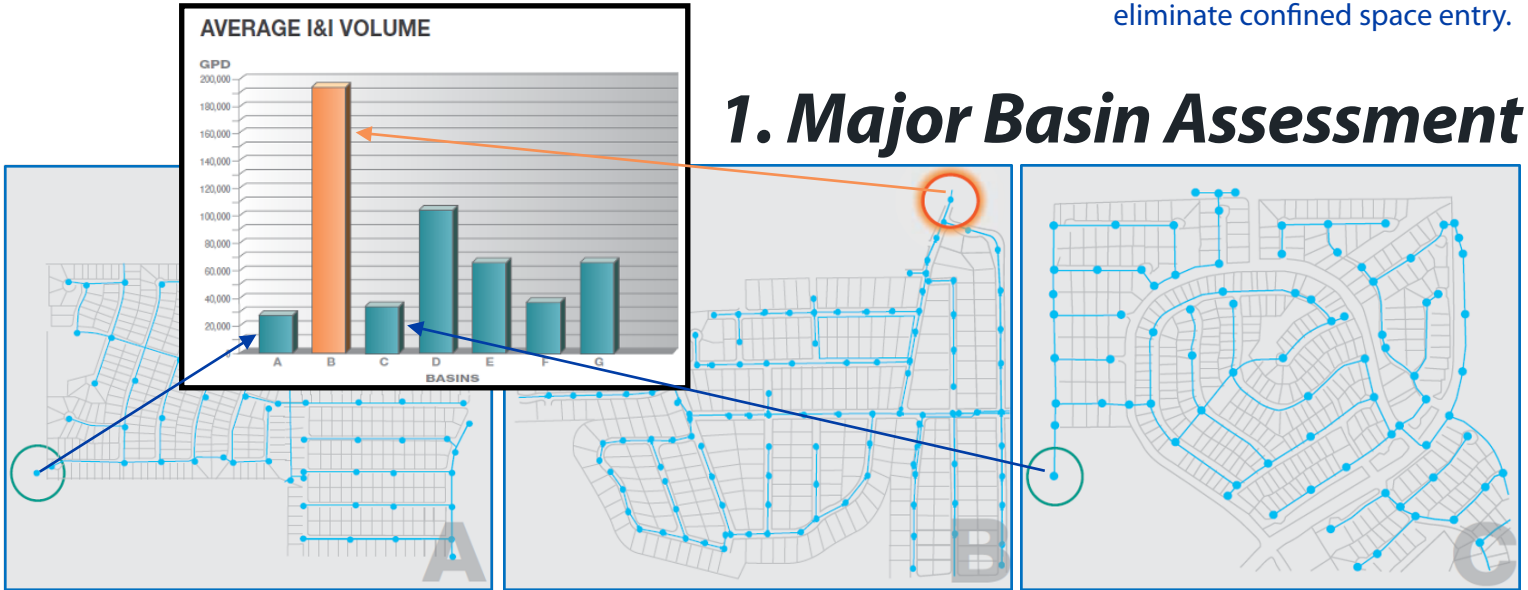 eliminate confined space entry.
AVERAGE I&I VOLUME
GPD
200,000
180,000
160,000
140,000
120,000
100,000
80,000
60,000
40,000
20,000
A B C D E F G
BASINS
1. Major Basin Assessment
A
B
C